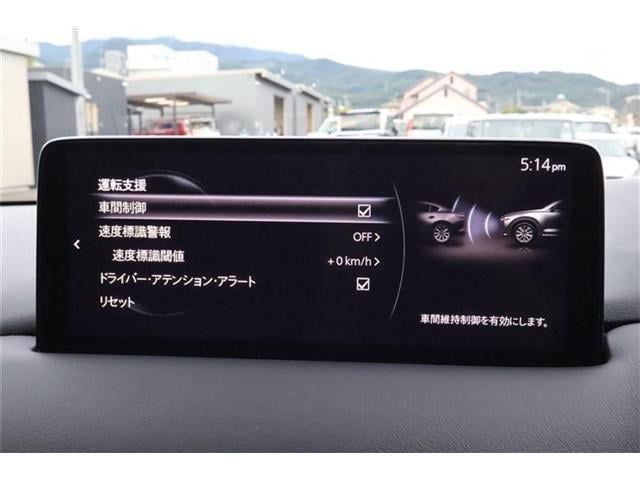 5:14 pm
運転支援
車間制御
速度標識警報 OFF
速度標識閾値 +0 km/h
ドライバー・アテンション・アラート
リセット
車間維持制御を有効にします。